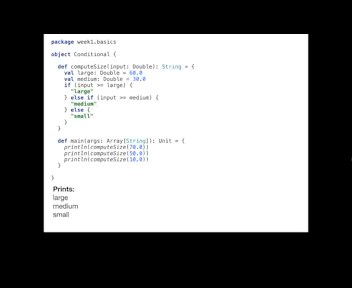 package week1.basics
object Conditional {
def computeSize(input: Double): String = {
val large: Double = 60.0
val medium: Double = 30.0
if (input >= large) {
"large"
} else if (input >= medium) {
"medium"
} else {
"small"
}
}
def main(args: Array[String]): Unit = {
println(computeSize(70.0))
println(computeSize(50.0))
println(computeSize(10.0))
}
}
Prints:
large
medium
small